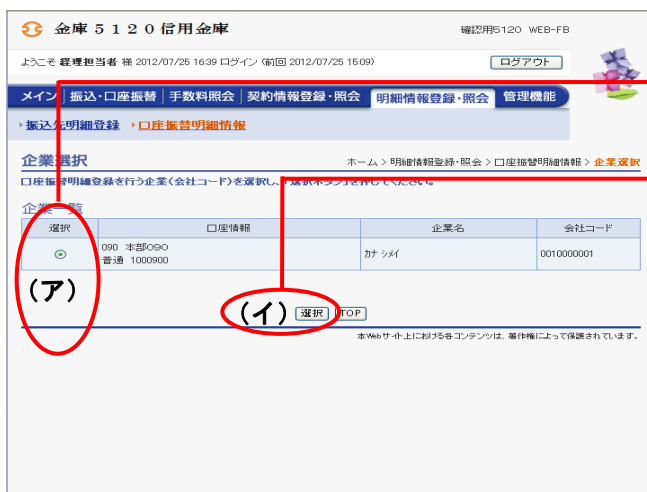 金庫５１２０信用金庫
確認用5120 WEB-FB
ようこそ 経理担当者 様 2012/07/25 1639 ログイン (前回 2012/07/25 1509)
ログアウト
メイン 振込・口座振替 手数料照会 契約情報登録・照会 明細情報登録・照会 管理機能
振込先明細登録 口座振替明細情報
企業選択
ホーム > 明細情報登録・照会 > 口座振替明細情報 > 企業選択
口座振替明細登録を行う企業(会社コード)を選択し、「選択ボタン」を押してください。
企業一覧
選択 口座情報 企業名 会社コード
090 本部090 カナ シメイ 0010000001
普通 1000900
(ア)
(イ) 選択 TOP
本Webサイト上における各コンテンツは、著作権によって保護されています。